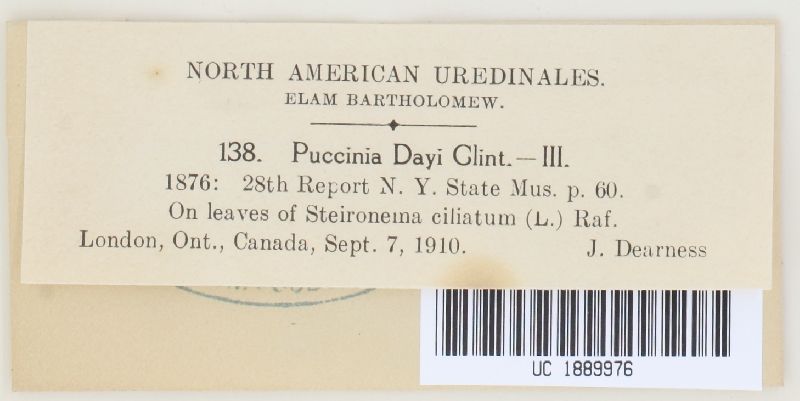 NORTH AMERICAN UREDINALES.
ELAM BARTHOLOMEW.
138. Puccinia Dayi Clint.—III.
1876: 28th Report N. Y. State Mus. p. 60.
On leaves of Steironema ciliatum (L.) Raf.
London, Ont., Canada, Sept. 7, 1910. J. Dearness
UC 1889976